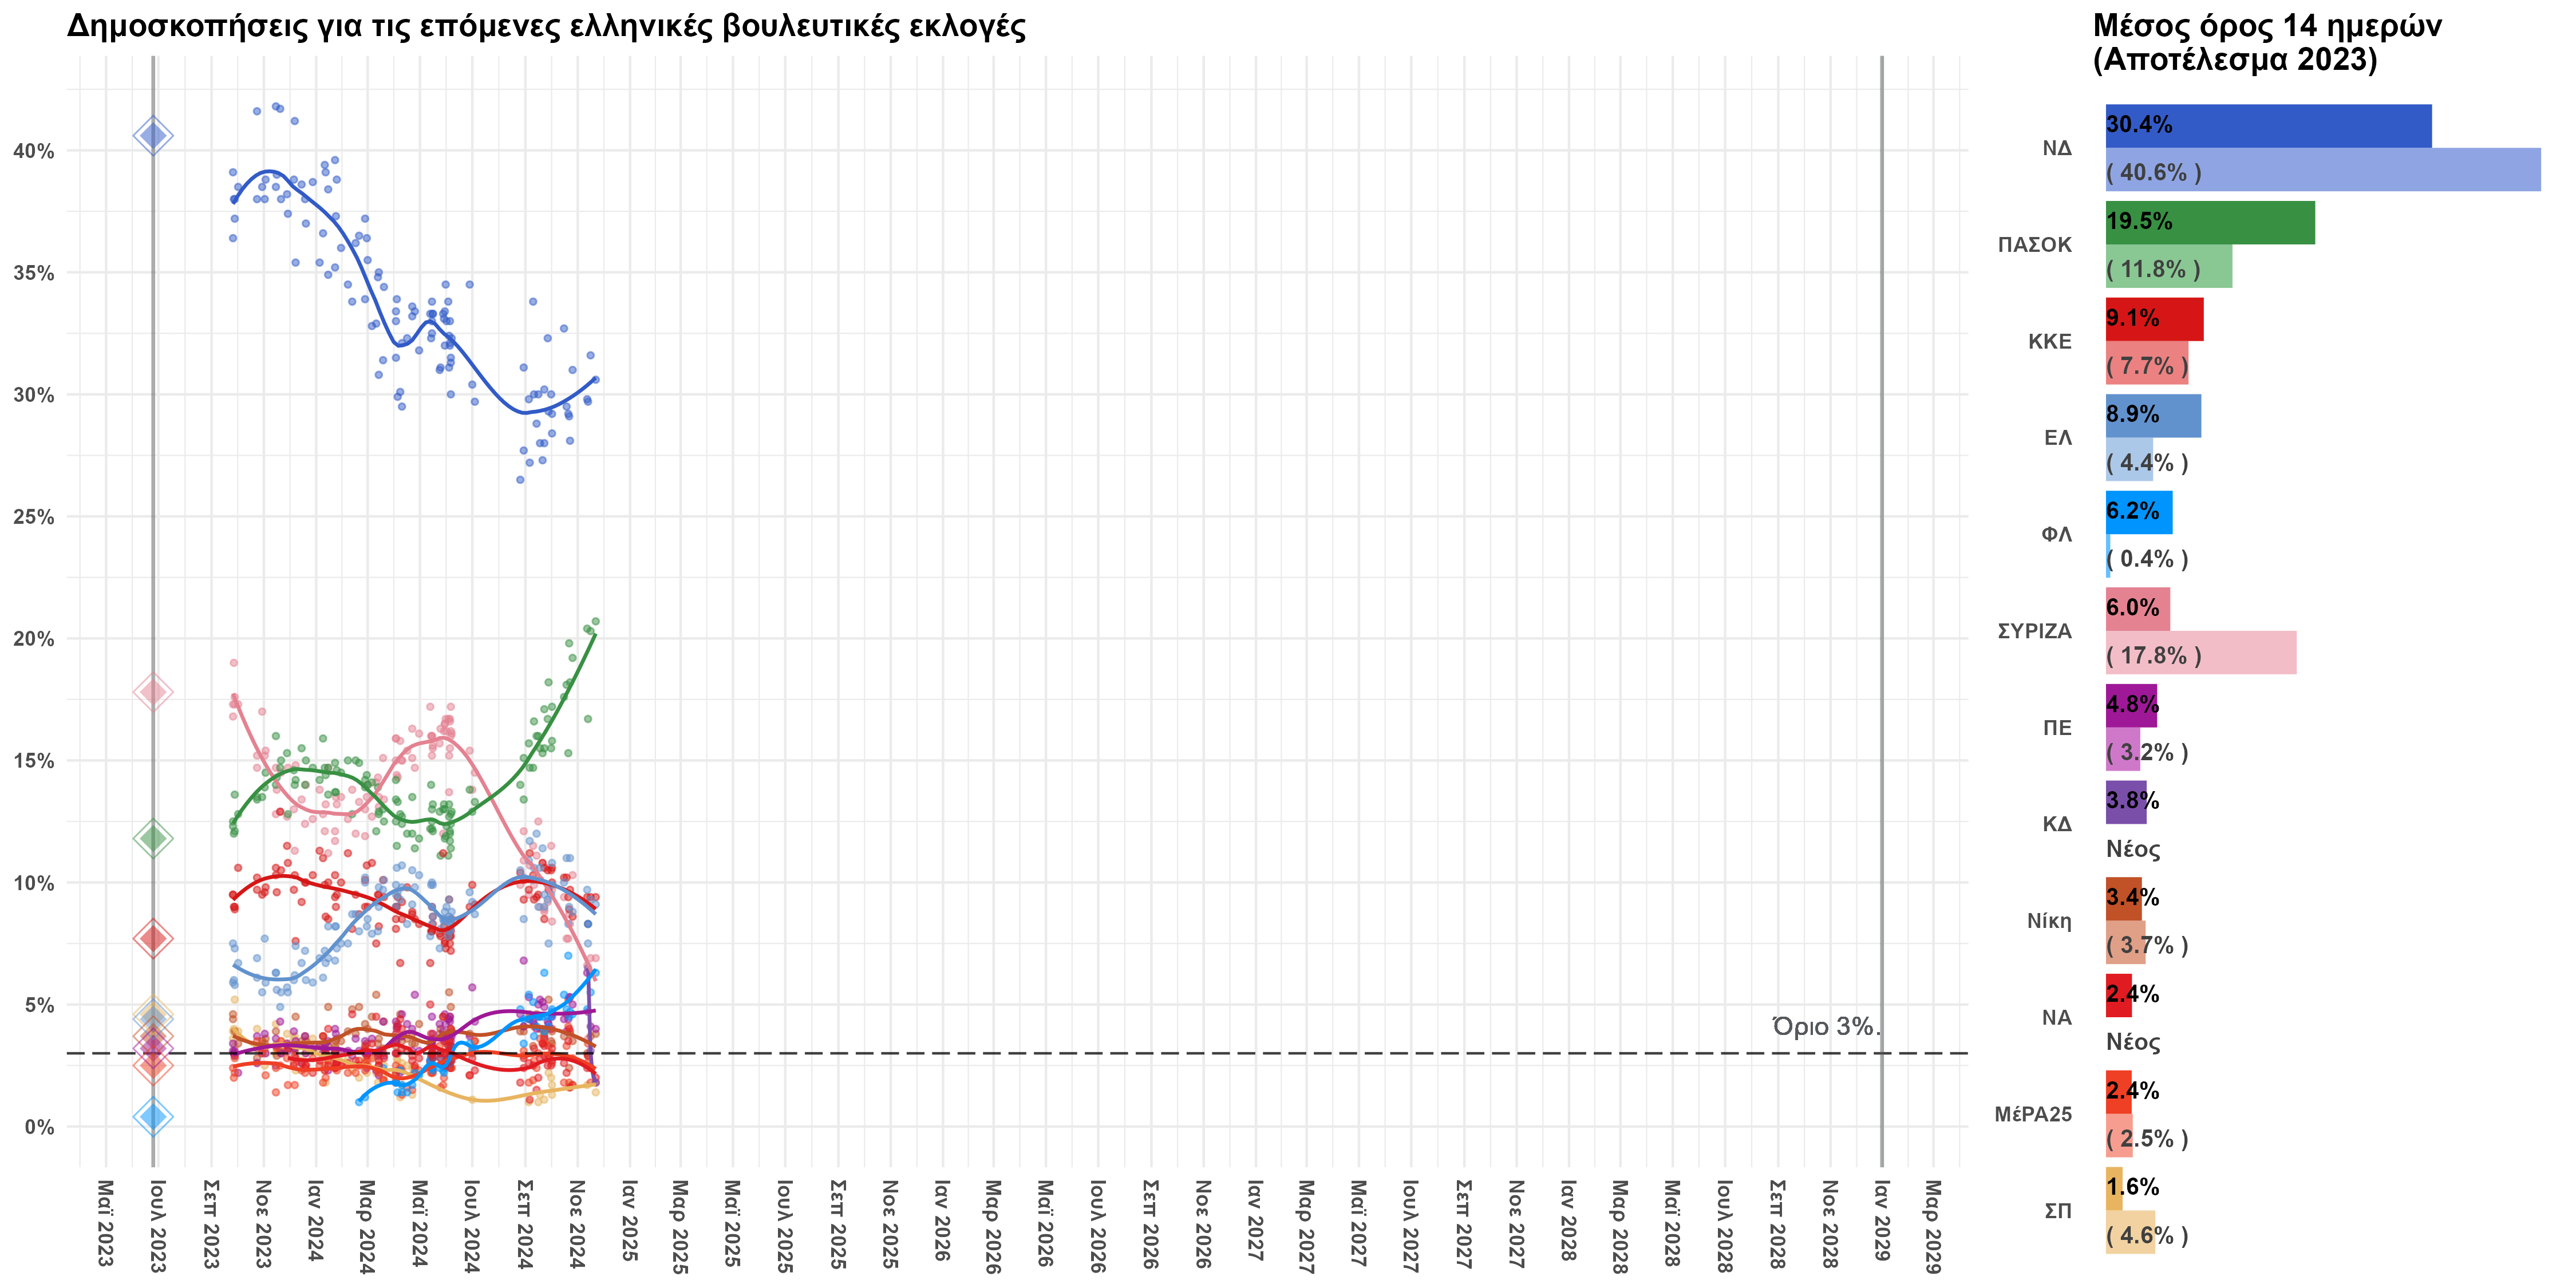 Δημοσκοπήσεις για τις επόμενες ελληνικές βουλευτικές εκλογές
40%
35%
30%
25%
20%
15%
10%
5%
0%
Όριο 3%.
Μαϊ 2023
Ιουλ 2023
Σεπ 2023
Νοε 2023
Ιαν 2024
Μαρ 2024
Μαϊ 2024
Ιουλ 2024
Σεπ 2024
Νοε 2024
Ιαν 2025
Μαρ 2025
Μαϊ 2025
Ιουλ 2025
Σεπ 2025
Νοε 2025
Ιαν 2026
Μαρ 2026
Μαϊ 2026
Ιουλ 2026
Σεπ 2026
Νοε 2026
Ιαν 2027
Μαρ 2027
Μαϊ 2027
Ιουλ 2027
Σεπ 2027
Νοε 2027
Ιαν 2028
Μαρ 2028
Μαϊ 2028
Ιουλ 2028
Σεπ 2028
Νοε 2028
Ιαν 2029
Μαρ 2029
Μέσος όρος 14 ημερών
(Αποτέλεσμα 2023)
ΝΔ
30.4%
( 40.6% )
ΠΑΣΟΚ
19.5%
( 11.8% )
ΚΚΕ
9.1%
( 7.7% )
ΕΛ
8.9%
( 4.4% )
ΦΛ
6.2%
( 0.4% )
ΣΥΡΙΖΑ
6.0%
( 17.8% )
ΠΕ
4.8%
( 3.2% )
ΚΔ
3.8%
Νέος
Νίκη
3.4%
( 3.7% )
ΝΑ
2.4%
Νέος
ΜέΡΑ25
2.4%
( 2.5% )
ΣΠ
1.6%
( 4.6% )